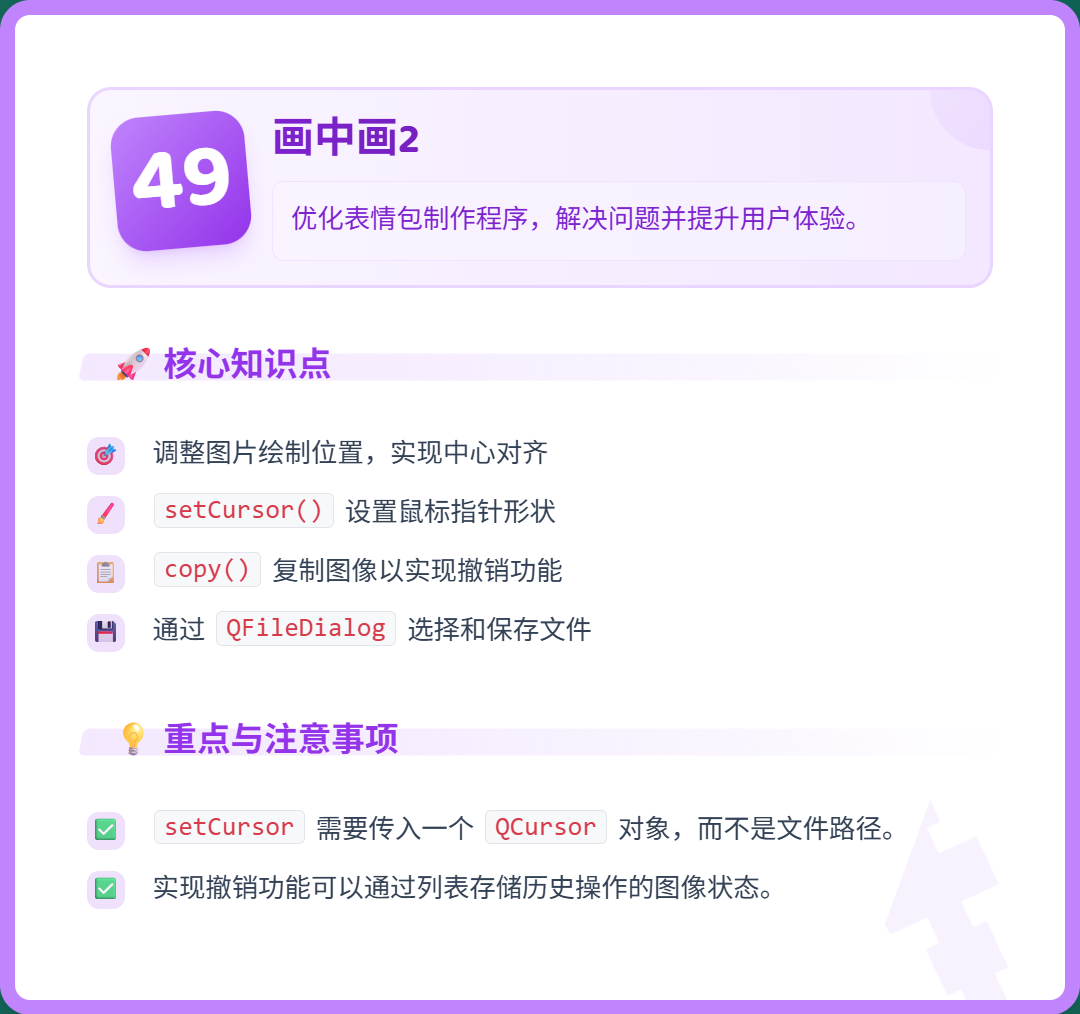 49
画中画2
优化表情包制作程序，解决问题并提升用户体验。
🚀 核心知识点
🎯 调整图片绘制位置，实现中心对齐
🖌️ setCursor() 设置鼠标指针形状
📋 copy() 复制图像以实现撤销功能
💾 通过 QFileDialog 选择和保存文件
💡 重点与注意事项
✅ setCursor 需要传入一个 QCursor 对象，而不是文件路径。
✅ 实现撤销功能可以通过列表存储历史操作的图像状态。